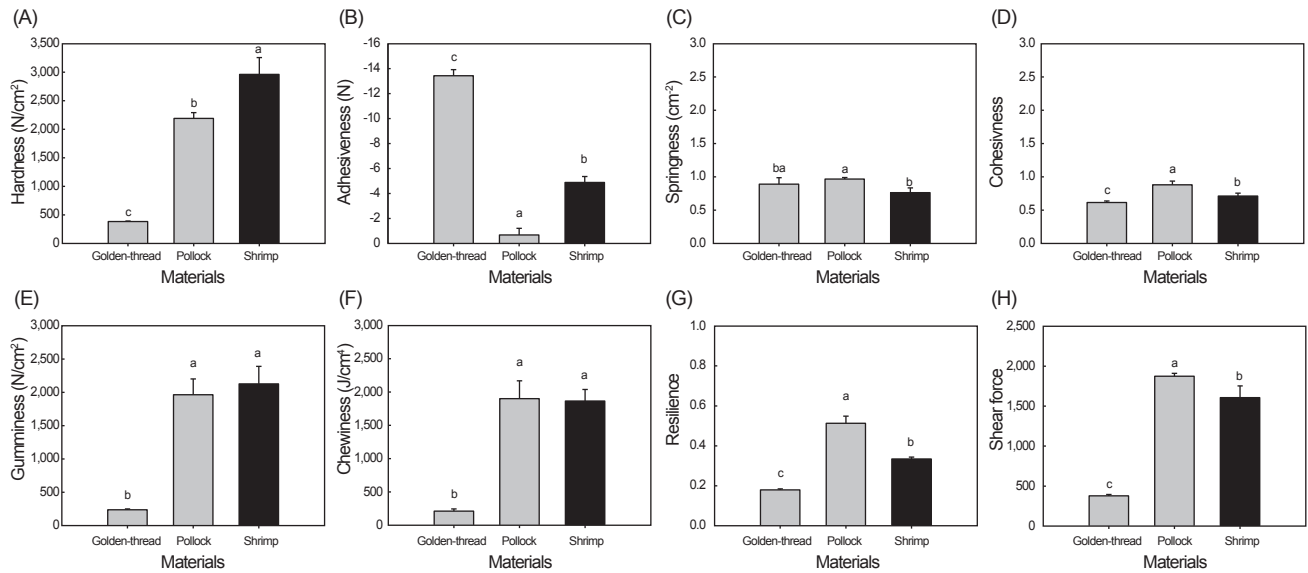 (A)
Hardness (N/cm²)
3,500
3,000
2,500
2,000
1,500
1,000
500
0
c
b
a
Golden-thread Pollock Shrimp
Materials
(B)
Adhesiveness (N)
-16
-14
-12
-10
-8
-6
-4
-2
0
c
a
b
Golden-thread Pollock Shrimp
Materials
(C)
Springness (cm⁻²)
3.0
2.5
2.0
1.5
1.0
0.5
0.0
ba
a
b
Golden-thread Pollock Shrimp
Materials
(D)
Cohesivness
3.0
2.5
2.0
1.5
1.0
0.5
0.0
c
a
b
Golden-thread Pollock Shrimp
Materials
(E)
Gumminess (N/cm²)
3,000
2,500
2,000
1,500
1,000
500
0
b
a
a
Golden-thread Pollock Shrimp
Materials
(F)
Chewiness (J/cm⁴)
3,000
2,500
2,000
1,500
1,000
500
0
b
a
a
Golden-thread Pollock Shrimp
Materials
(G)
Resilience
1.0
0.8
0.6
0.4
0.2
0.0
c
a
b
Golden-thread Pollock Shrimp
Materials
(H)
Shear force
2,500
2,000
1,500
1,000
500
0
c
a
b
Golden-thread Pollock Shrimp
Materials